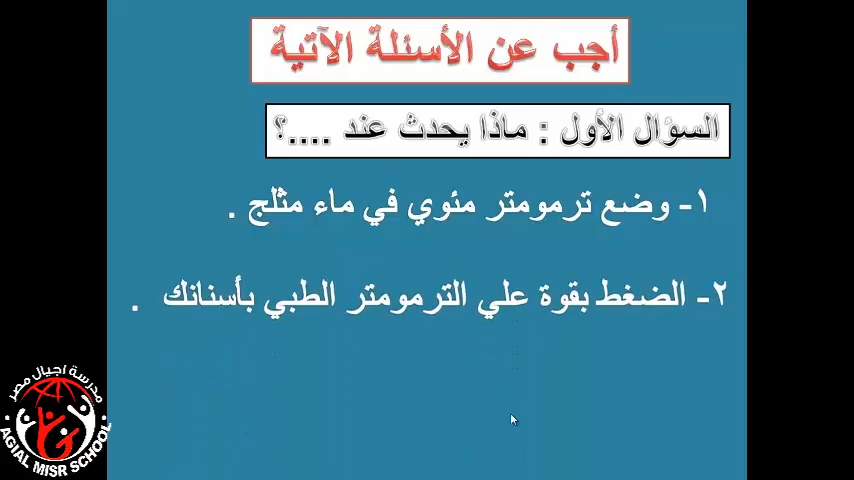 أجب عن الأسئلة الآتية
السؤال الأول : ماذا يحدث عند ....؟
١- وضع ترمومتر مئوي في ماء مثلج .
٢- الضغط بقوة علي الترمومتر الطبي بأسنانك .
مدرسة اجيال مصر
AGIAL MISR SCHOOL